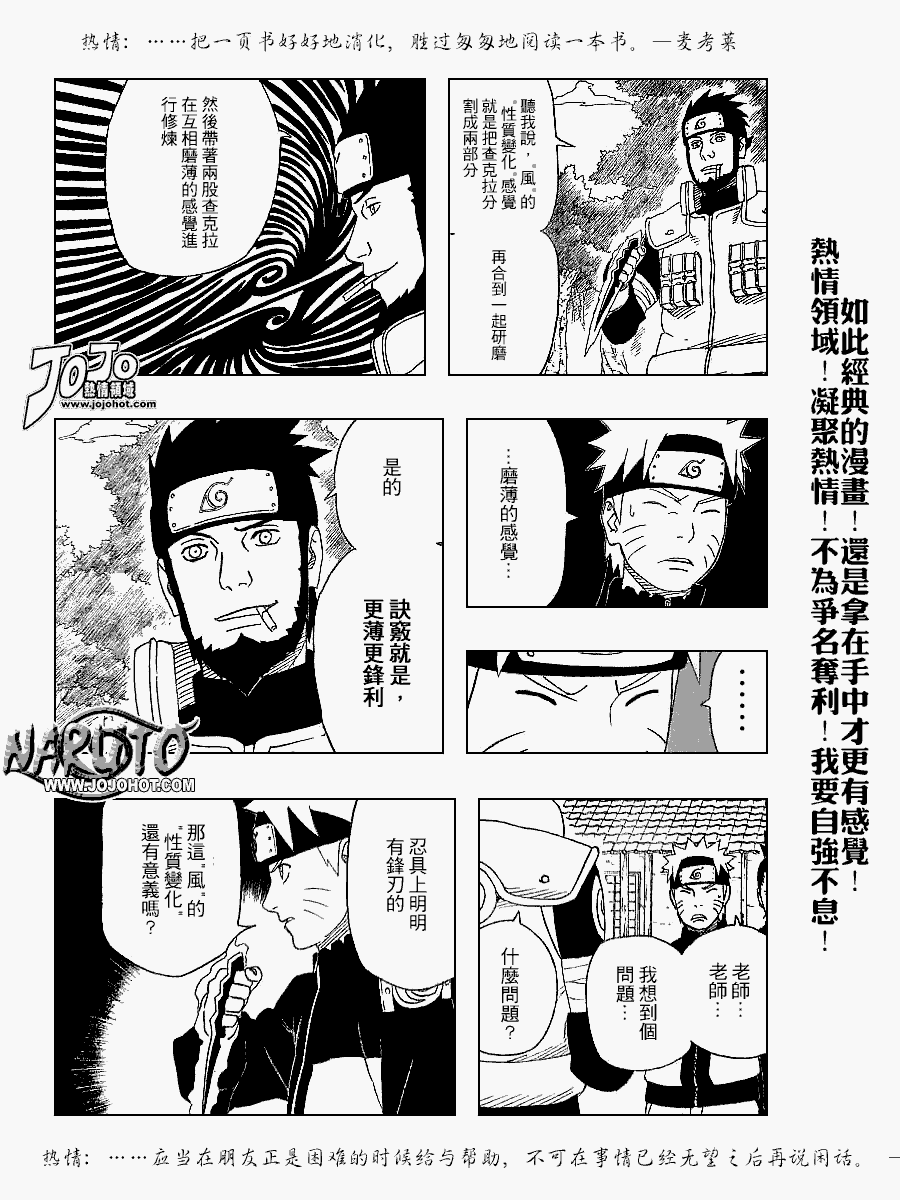 热情：……把一页书好好地消化，胜过匆匆地阅读一本书。—麦考莱
聽我說，"風"的
"性質變化"感覺
就是把查克拉分
割成兩部分
再合到一起研磨
然後帶著兩股查克拉
在互相磨薄的感覺進
行修煉
JOJO
熱情領域
www.jojohot.com
…磨薄的感覺…
是的
訣竅就是，
更薄更鋒利
……
NARUTO
WWW.JOJOHOT.COM
老師…
老師…
我想到個
問題…
什麼問題？
忍具上明明
有鋒刃的
那這"風"的
"性質變化"
還有意義嗎？
如此經典的漫畫！還是拿在手中才更有感覺！
熱情領域！凝聚熱情！不為爭名奪利！我要自強不息！
热情：……应当在朋友正是困难的时候给与帮助，不可在事情已经无望之后再说闲话。—